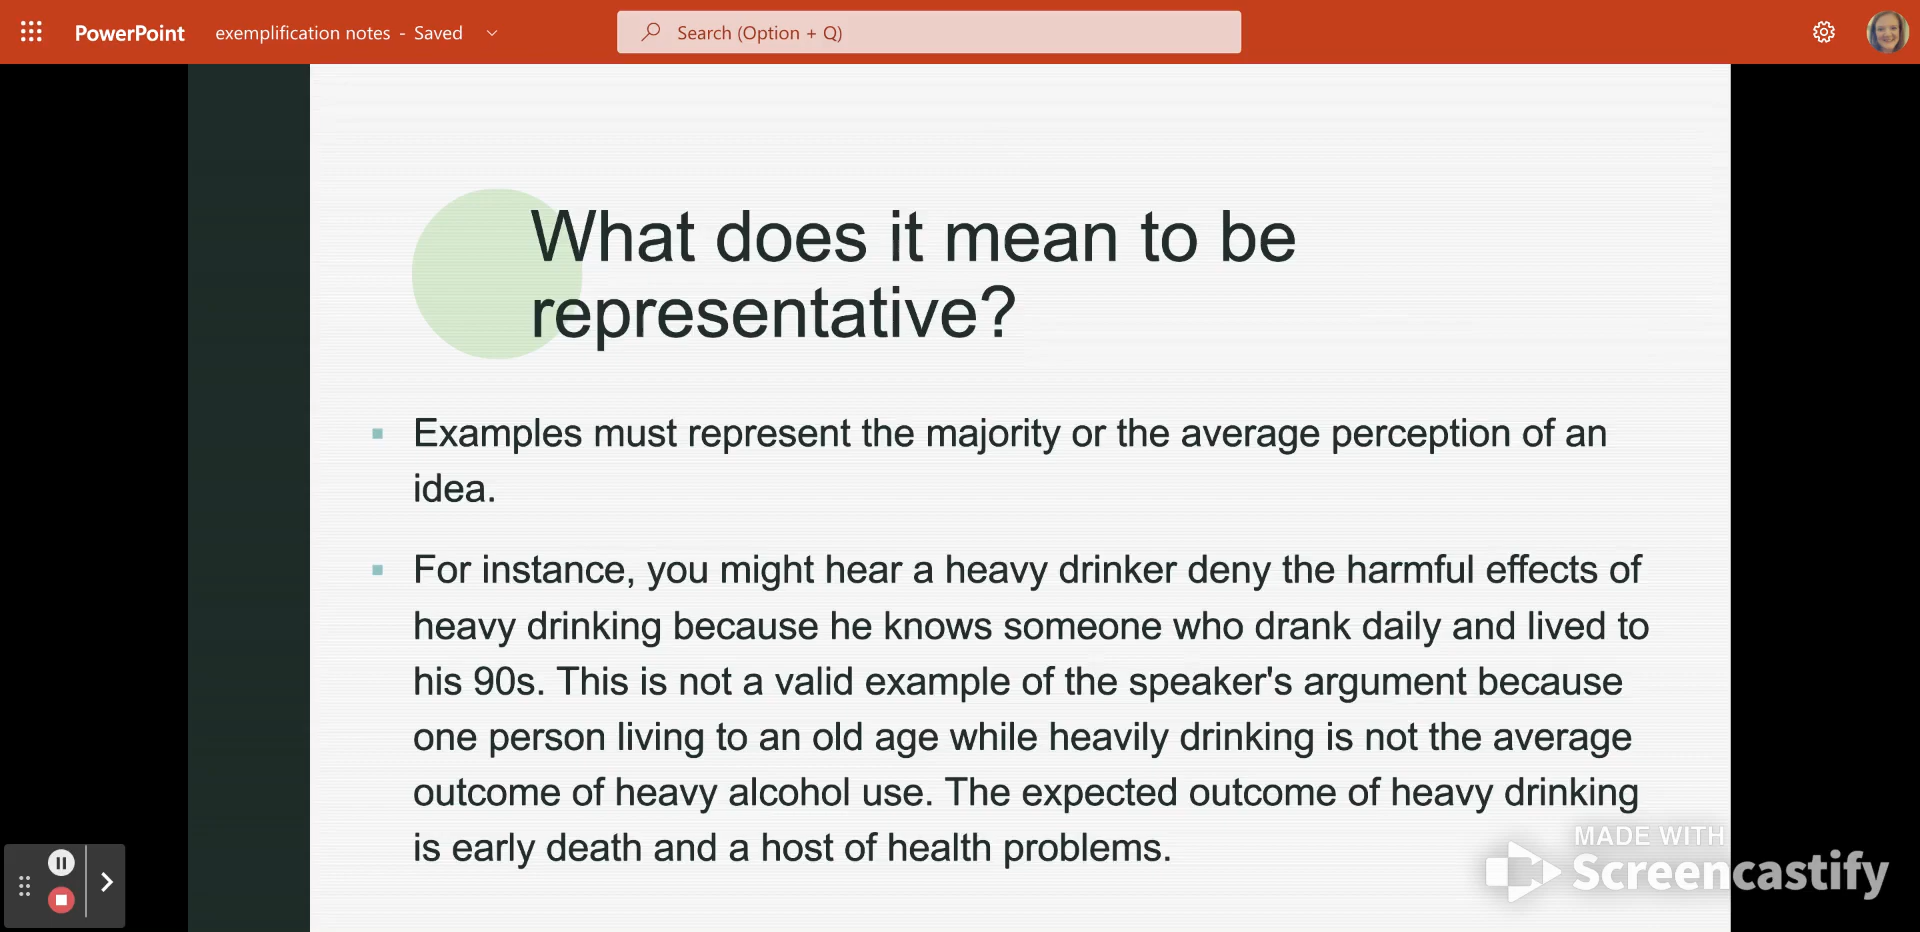 PowerPoint exemplification notes - Saved Search (Option + Q)
What does it mean to be
representative?
Examples must represent the majority or the average perception of an
idea.
For instance, you might hear a heavy drinker deny the harmful effects of
heavy drinking because he knows someone who drank daily and lived to
his 90s. This is not a valid example of the speaker's argument because
one person living to an old age while heavily drinking is not the average
outcome of heavy alcohol use. The expected outcome of heavy drinking
is early death and a host of health problems.
MADE WITH
Screencastify